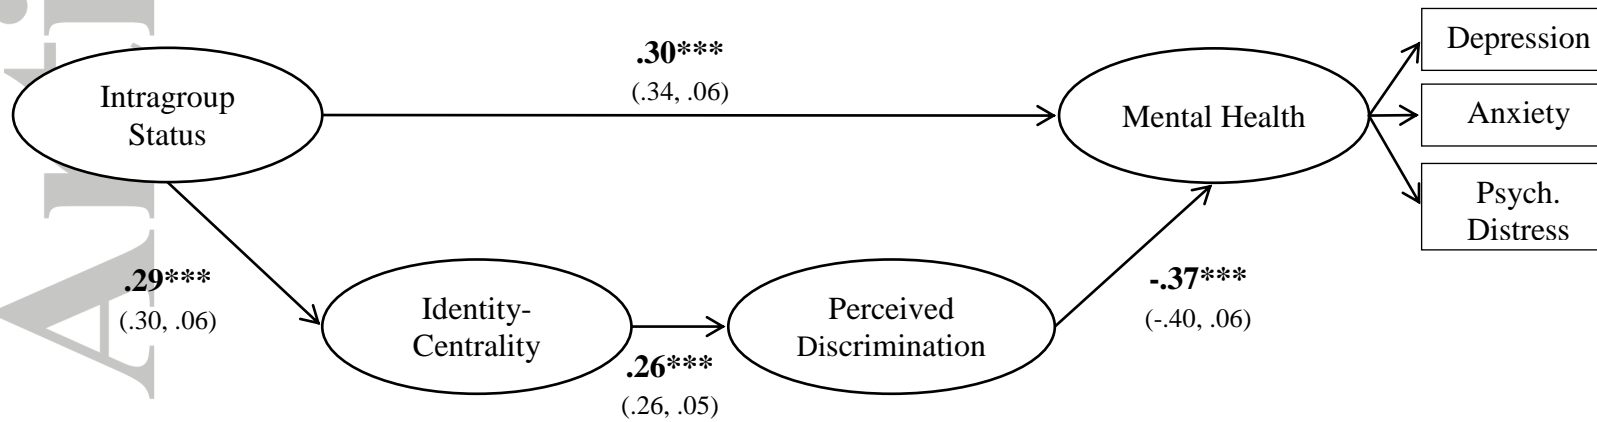 Depression
.30***
(.34, .06)
Intragroup
Status
Mental Health
Anxiety
Psych.
Distress
.29***
(.30, .06)
Identity-
Centrality
.26***
(.26, .05)
Perceived
Discrimination
-.37***
(-.40, .06)